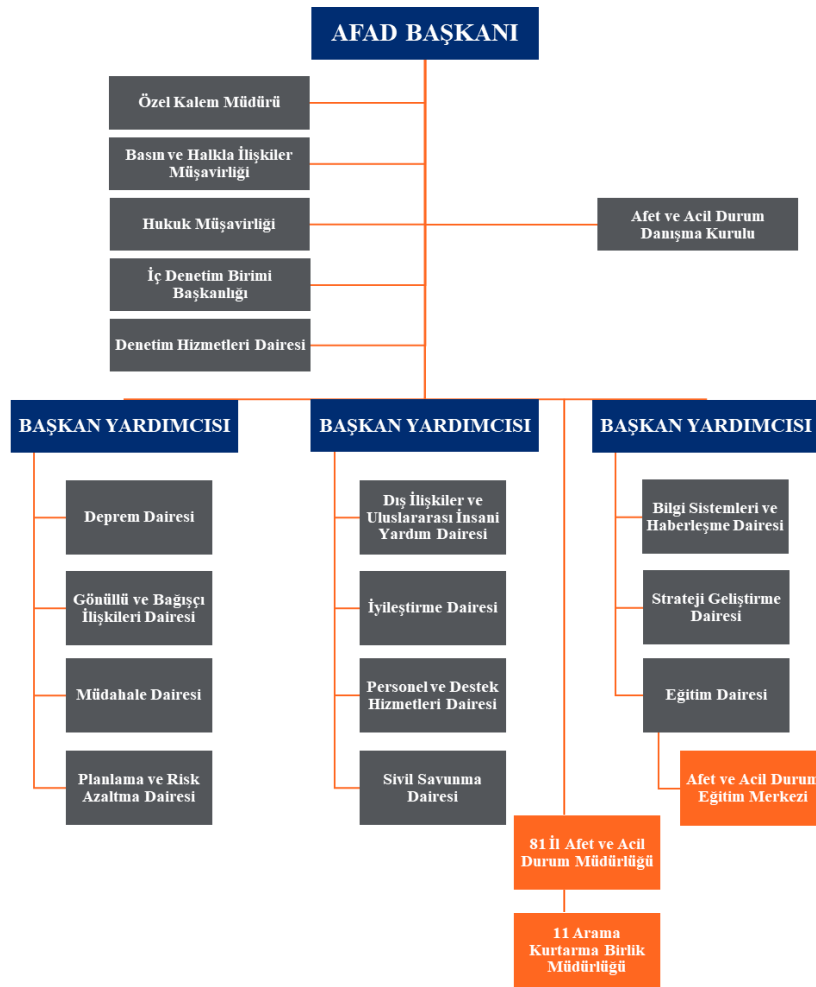 AFAD BAŞKANI
Özel Kalem Müdürü
Basın ve Halkla İlişkiler
Müşavirliği
Hukuk Müşavirliği
Afet ve Acil Durum
Danışma Kurulu
İç Denetim Birimi
Başkanlığı
Denetim Hizmetleri Dairesi
BAŞKAN YARDIMCISI
Deprem Dairesi
Gönüllü ve Bağışçı
İlişkileri Dairesi
Müdahale Dairesi
Planlama ve Risk
Azaltma Dairesi
BAŞKAN YARDIMCISI
Dış İlişkiler ve
Uluslararası İnsani
Yardım Dairesi
İyileştirme Dairesi
Personel ve Destek
Hizmetleri Dairesi
Sivil Savunma
Dairesi
BAŞKAN YARDIMCISI
Bilgi Sistemleri ve
Haberleşme Dairesi
Strateji Geliştirme
Dairesi
Eğitim Dairesi
Afet ve Acil Durum
Eğitim Merkezi
81 İl Afet ve Acil
Durum Müdürlüğü
11 Arama
Kurtarma Birlik
Müdürlüğü